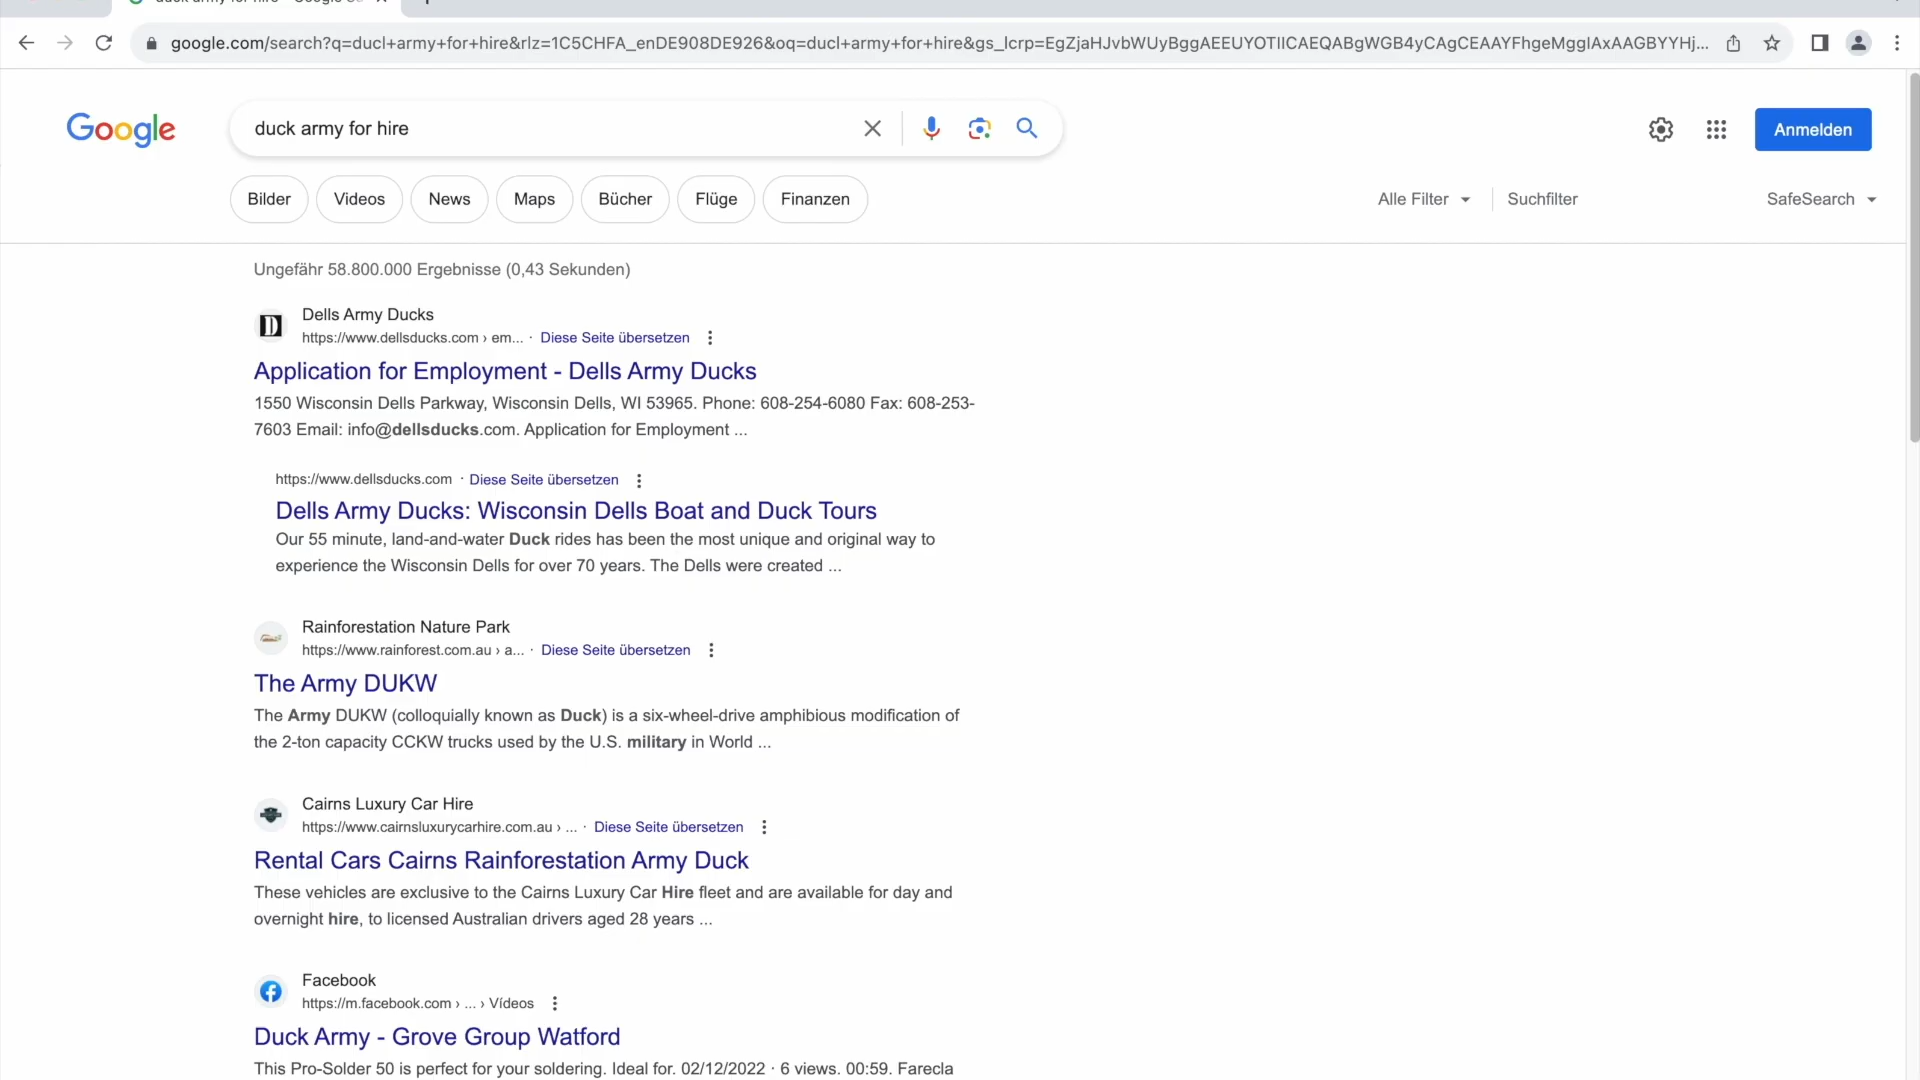 google.com/search?q=ducl+army+for+hire&rlz=1C5CHFA_enDE908DE926&oq=ducl+army+for+hire&gs_lcrp=EgZjaHJvbWUyBggAEEUYOTIICAEQABgWGB4yCAgCEAAYFhgeMggIAxAAGBYYHj...
Google
duck army for hire
Anmelden
Bilder Videos News Maps Bücher Flüge Finanzen Alle Filter Suchfilter SafeSearch
Ungefähr 58.800.000 Ergebnisse (0,43 Sekunden)
Dells Army Ducks
https://www.dellsducks.com › em... · Diese Seite übersetzen
Application for Employment - Dells Army Ducks
1550 Wisconsin Dells Parkway, Wisconsin Dells, WI 53965. Phone: 608-254-6080 Fax: 608-253-
7603 Email: info@dellsducks.com. Application for Employment ...
https://www.dellsducks.com · Diese Seite übersetzen
Dells Army Ducks: Wisconsin Dells Boat and Duck Tours
Our 55 minute, land-and-water Duck rides has been the most unique and original way to
experience the Wisconsin Dells for over 70 years. The Dells were created ...
Rainforestation Nature Park
https://www.rainforest.com.au › a... · Diese Seite übersetzen
The Army DUKW
The Army DUKW (colloquially known as Duck) is a six-wheel-drive amphibious modification of
the 2-ton capacity CCKW trucks used by the U.S. military in World ...
Cairns Luxury Car Hire
https://www.cairnsluxurycarhire.com.au › ... · Diese Seite übersetzen
Rental Cars Cairns Rainforestation Army Duck
These vehicles are exclusive to the Cairns Luxury Car Hire fleet and are available for day and
overnight hire, to licensed Australian drivers aged 28 years ...
Facebook
https://m.facebook.com › ... › Vídeos
Duck Army - Grove Group Watford
This Pro-Solder 50 is perfect for your soldering. Ideal for. 02/12/2022 · 6 views. 00:59. Farecla